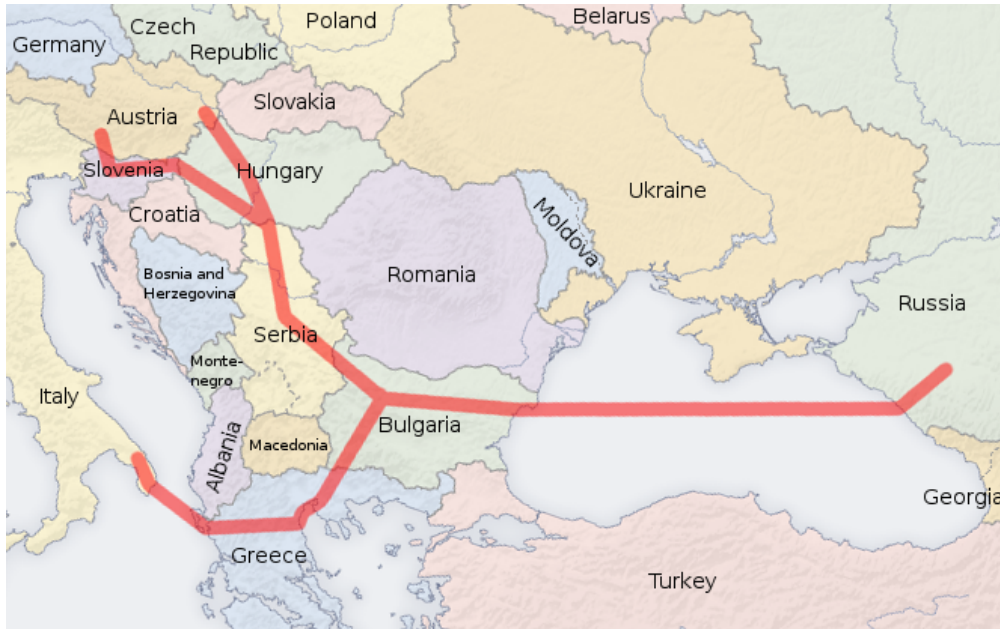 Belarus
Poland
Czech
Republic
Germany
Slovakia
Austria
Slovenia
Hungary
Ukraine
Croatia
Moldova
Bosnia and
Herzegovina
Romania
Russia
Serbia
Monte-
negro
Italy
Bulgaria
Albania
Macedonia
Georgia
Greece
Turkey